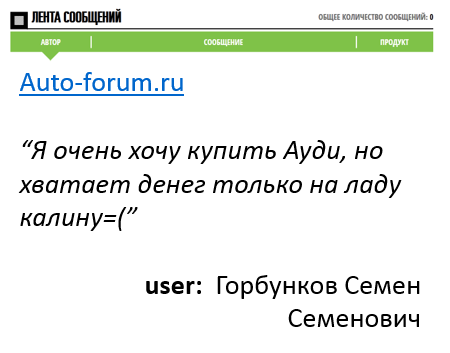 ЛЕНТА СООБЩЕНИЙ
ОБЩЕЕ КОЛИЧЕСТВО СООБЩЕНИЙ: 0
АВТОР | СООБЩЕНИЕ | ПРОДУКТ
Auto-forum.ru
“Я очень хочу купить Ауди, но
хватает денег только на ладу
калину=(”
user: Горбунков Семен
Семенович